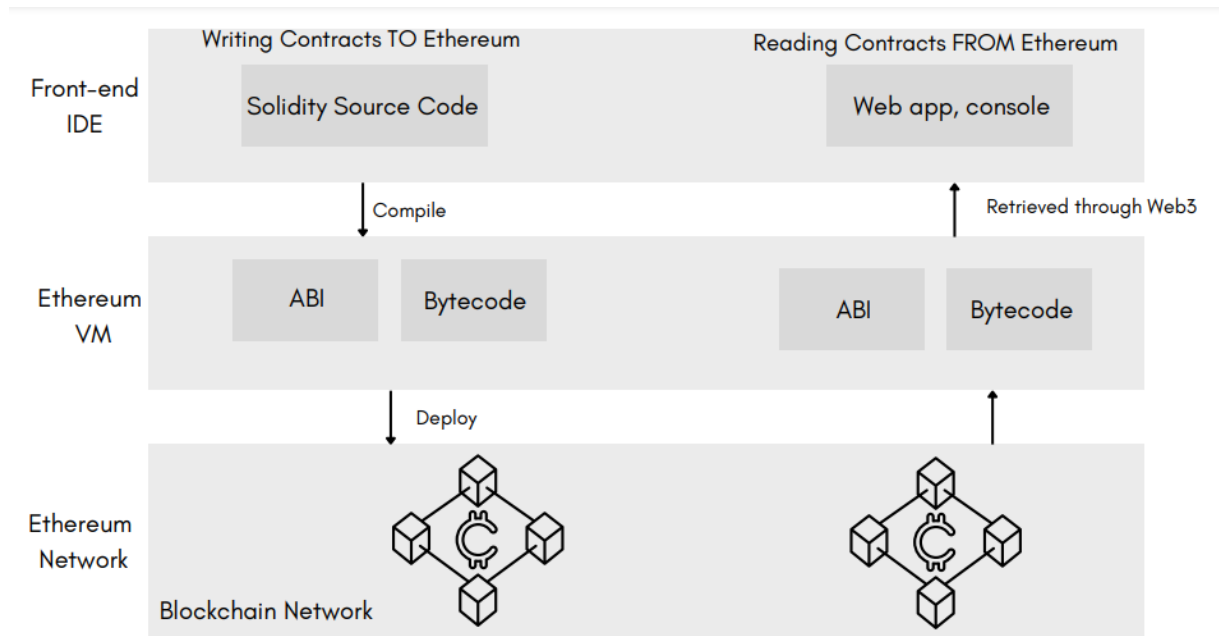 Writing Contracts TO Ethereum
Reading Contracts FROM Ethereum
Front-end
IDE
Solidity Source Code
Web app, console
Compile
Retrieved through Web3
Ethereum
VM
ABI
Bytecode
ABI
Bytecode
Deploy
Ethereum
Network
Blockchain Network